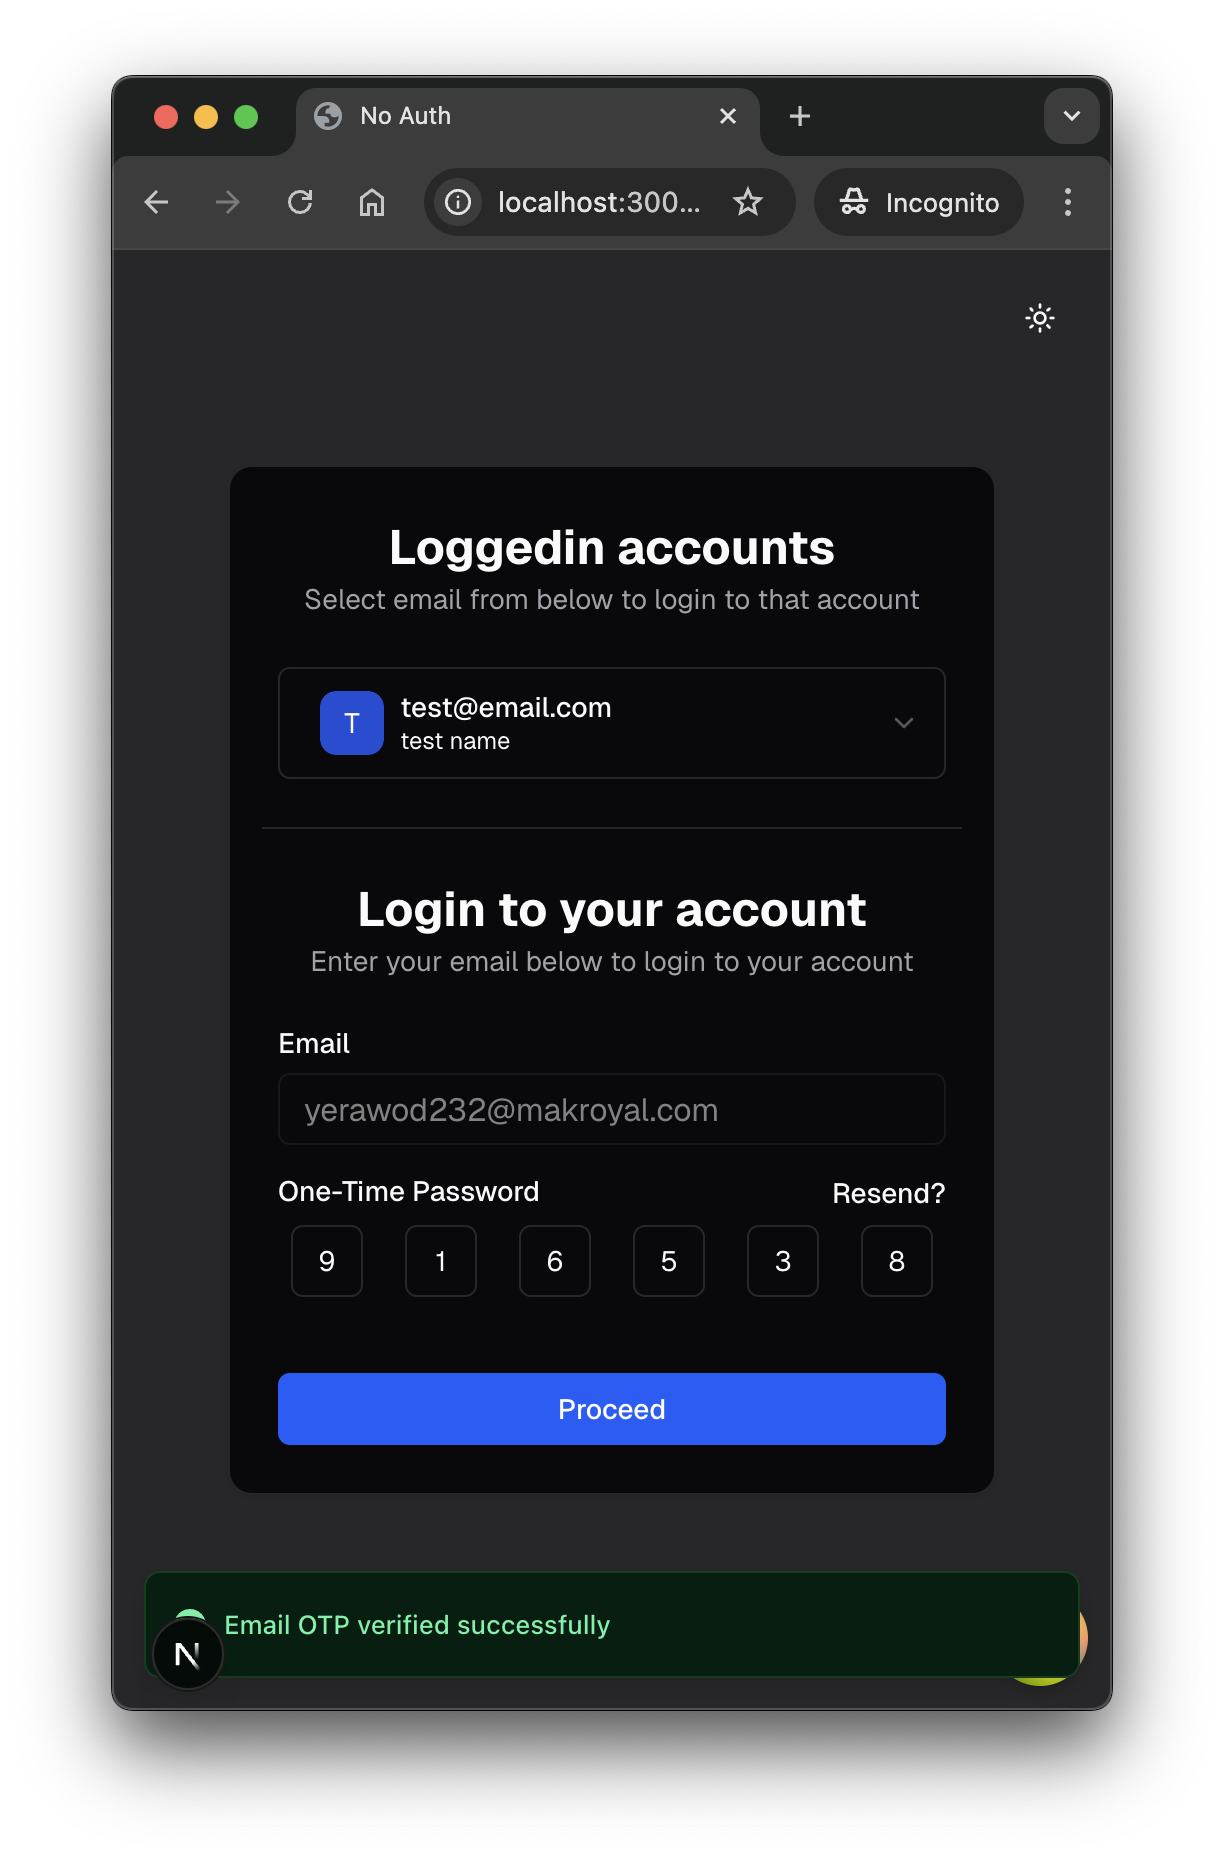 No Auth
localhost:300...
Incognito
Loggedin accounts
Select email from below to login to that account
T
test@email.com
test name
Login to your account
Enter your email below to login to your account
Email
yerawod232@makroyal.com
One-Time Password
Resend?
9 1 6 5 3 8
Proceed
Email OTP verified successfully
N